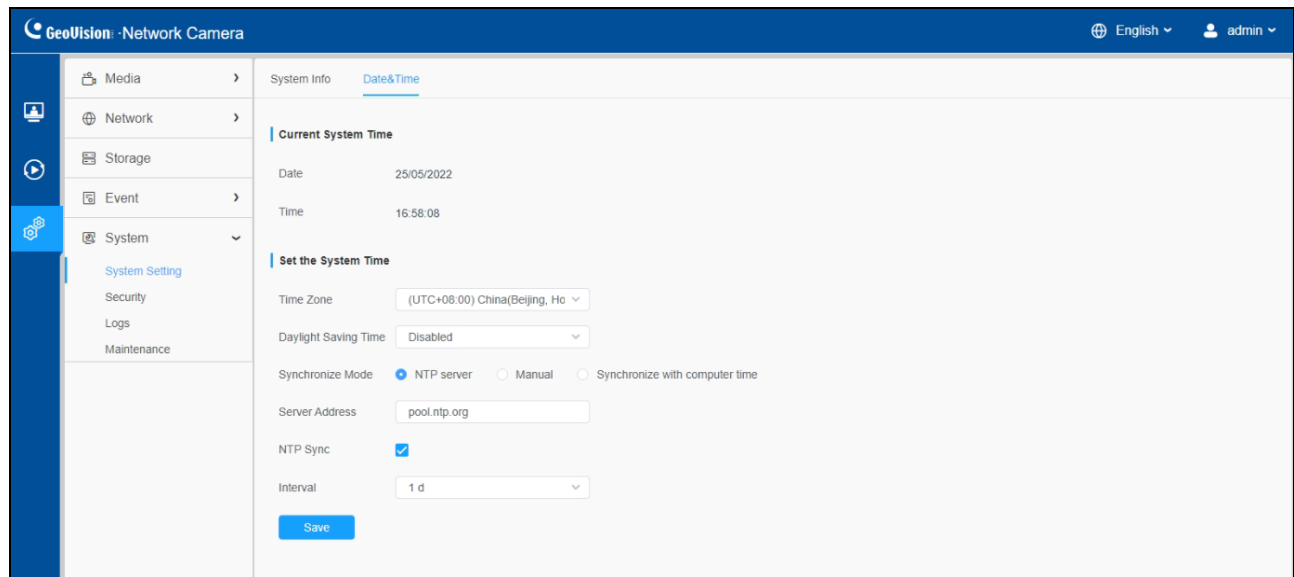 GeoVision Network Camera
English
admin
Media
Network
Storage
Event
System
System Setting
Security
Logs
Maintenance
System Info Date&Time
Current System Time
Date 25/05/2022
Time 16:58:08
Set the System Time
Time Zone (UTC+08:00) China(Beijing, Ho
Daylight Saving Time Disabled
Synchronize Mode NTP server Manual Synchronize with computer time
Server Address pool.ntp.org
NTP Sync
Interval 1 d
Save